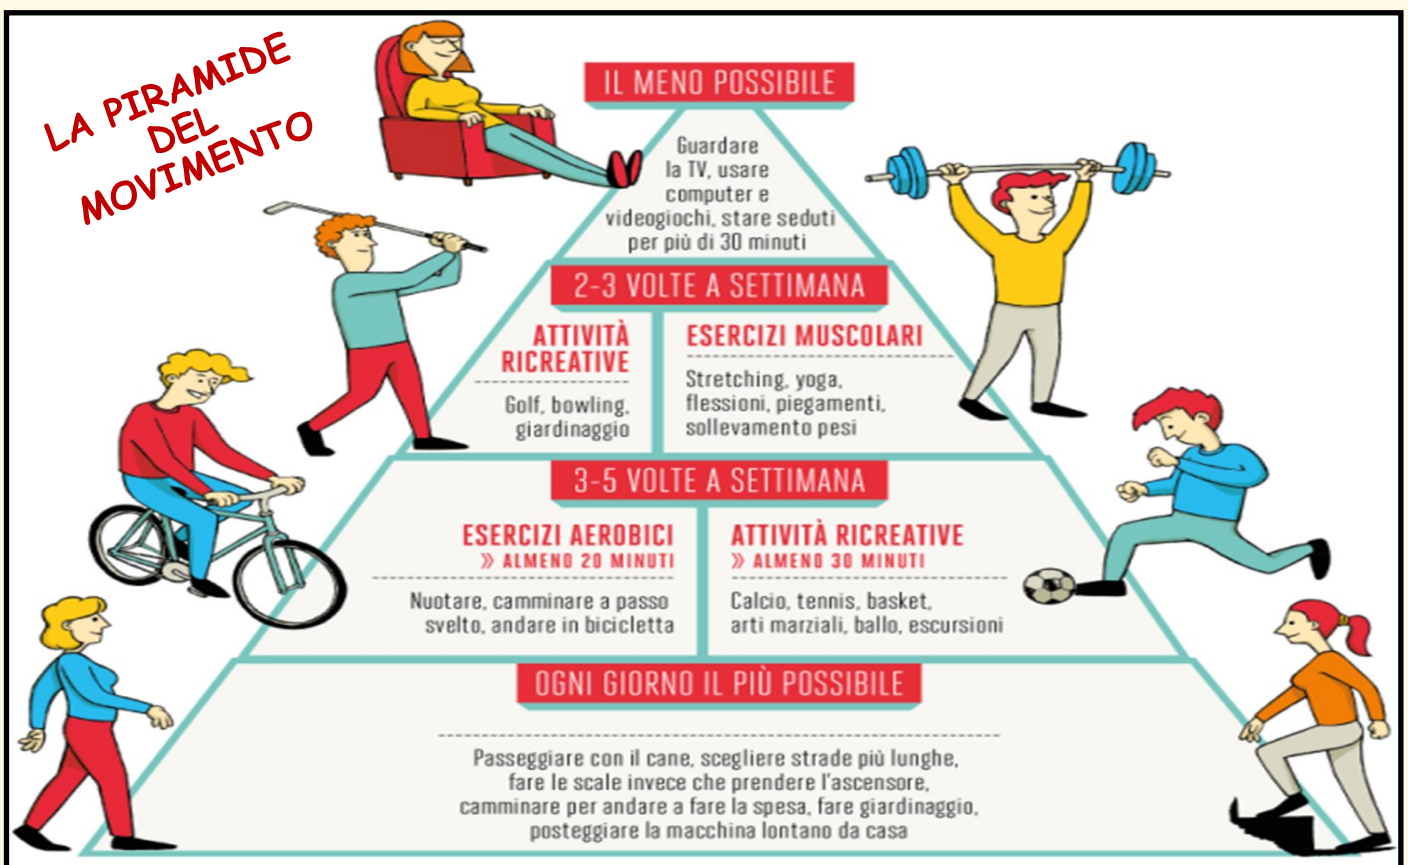 LA PIRAMIDE
DEL
MOVIMENTO
IL MENO POSSIBILE
Guardare
la TV, usare
computer e
videogiochi, stare seduti
per più di 30 minuti
2-3 VOLTE A SETTIMANA
ATTIVITÀ
RICREATIVE
Golf, bowling,
giardinaggio
ESERCIZI MUSCOLARI
Stretching, yoga,
flessioni, piegamenti,
sollevamento pesi
3-5 VOLTE A SETTIMANA
ESERCIZI AEROBICI
» ALMENO 20 MINUTI
Nuotare, camminare a passo
svelto, andare in bicicletta
ATTIVITÀ RICREATIVE
» ALMENO 30 MINUTI
Calcio, tennis, basket,
arti marziali, ballo, escursioni
OGNI GIORNO IL PIÙ POSSIBILE
Passeggiare con il cane, scegliere strade più lunghe,
fare le scale invece che prendere l'ascensore,
camminare per andare a fare la spesa, fare giardinaggio,
posteggiare la macchina lontano da casa